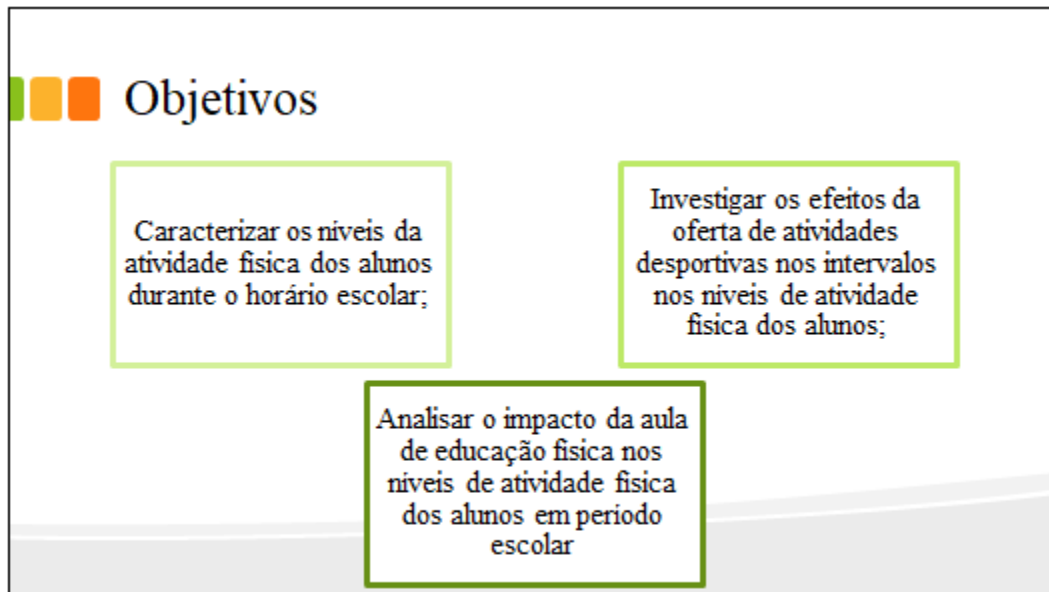 Objetivos
Caracterizar os níveis da
atividade física dos alunos
durante o horário escolar;
Investigar os efeitos da
oferta de atividades
desportivas nos intervalos
nos níveis de atividade
física dos alunos;
Analisar o impacto da aula
de educação física nos
níveis de atividade física
dos alunos em período
escolar